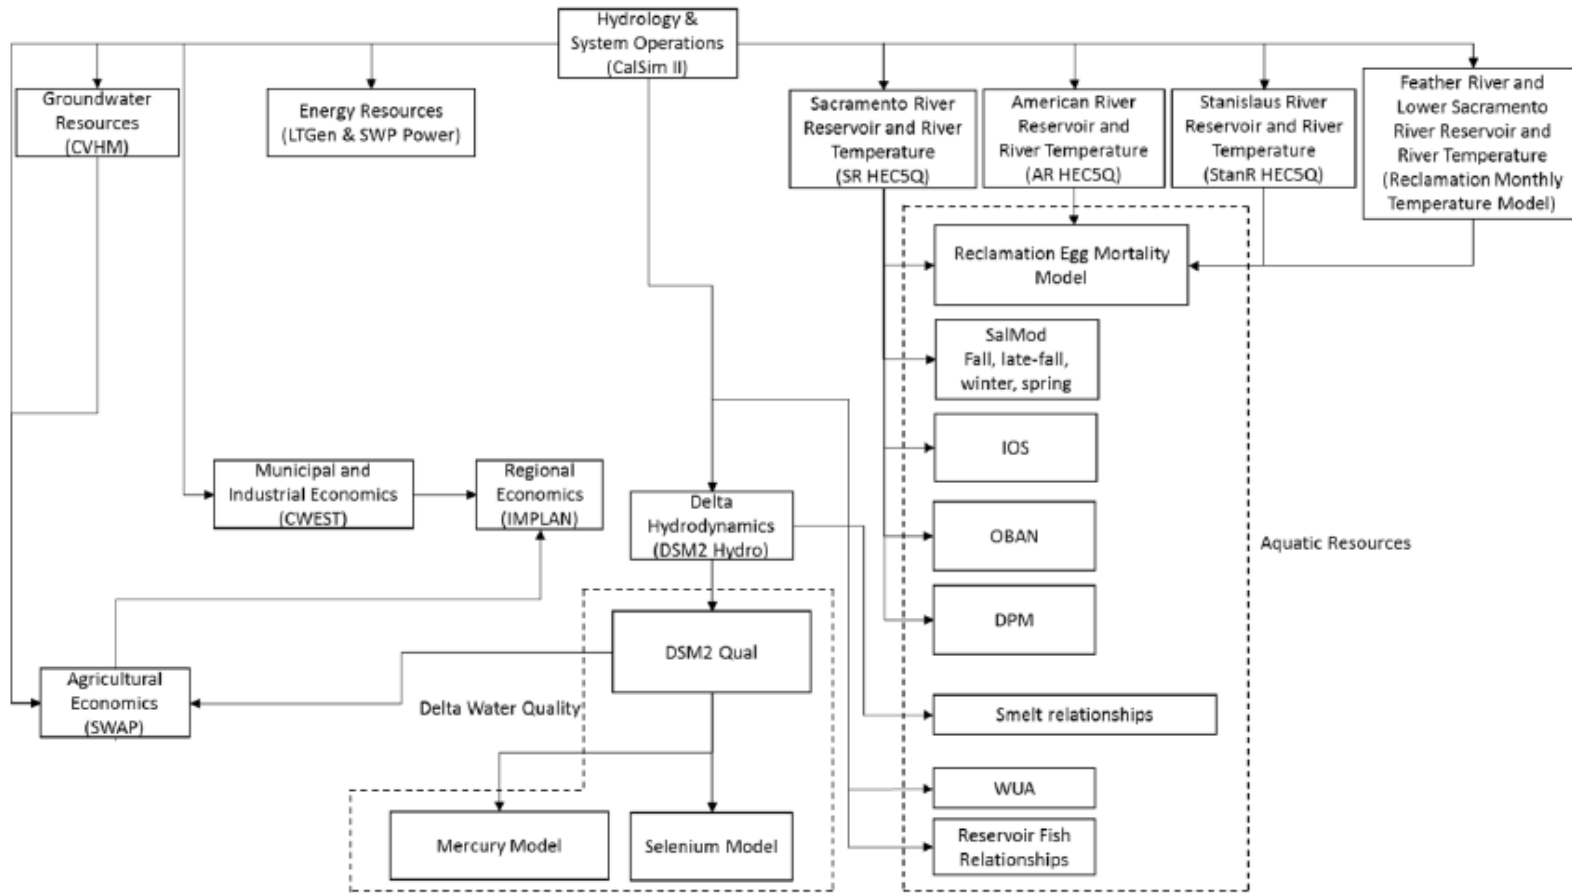 Hydrology &
System Operations
(CalSim II)
Groundwater
Resources
(CVHM)
Energy Resources
(LTGen & SWP Power)
Sacramento River
Reservoir and River
Temperature
(SR HEC5Q)
American River
Reservoir and
River Temperature
(AR HEC5Q)
Stanislaus River
Reservoir and River
Temperature
(StanR HEC5Q)
Feather River and
Lower Sacramento
River Reservoir and
River Temperature
(Reclamation Monthly
Temperature Model)
Reclamation Egg Mortality
Model
SalMod
Fall, late-fall,
winter, spring
IOS
Municipal and
Industrial Economics
(CWEST)
Regional
Economics
(IMPLAN)
Delta
Hydrodynamics
(DSM2 Hydro)
OBAN
Aquatic Resources
DPM
DSM2 Qual
Agricultural
Economics
(SWAP)
Delta Water Quality
Smelt relationships
WUA
Mercury Model
Selenium Model
Reservoir Fish
Relationships